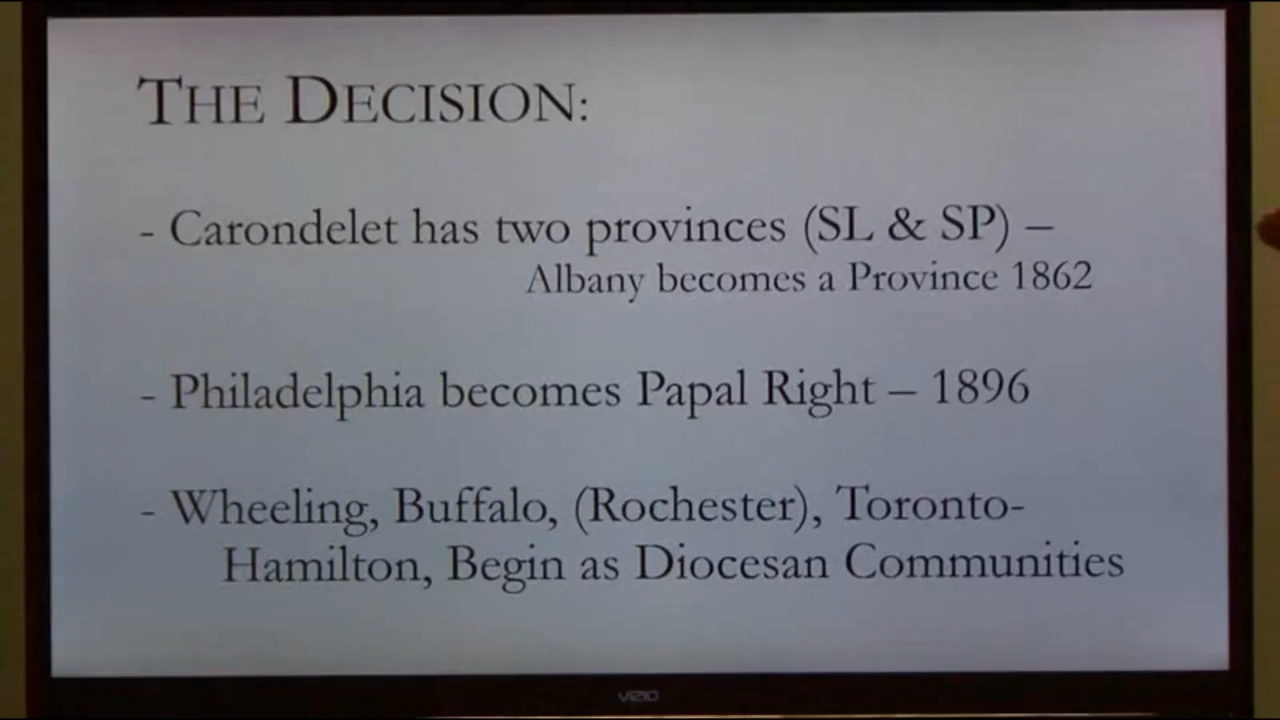 THE DECISION:
- Carondelet has two provinces (SL & SP) –
Albany becomes a Province 1862
- Philadelphia becomes Papal Right – 1896
- Wheeling, Buffalo, (Rochester), Toronto-
Hamilton, Begin as Diocesan Communities
VIZIO